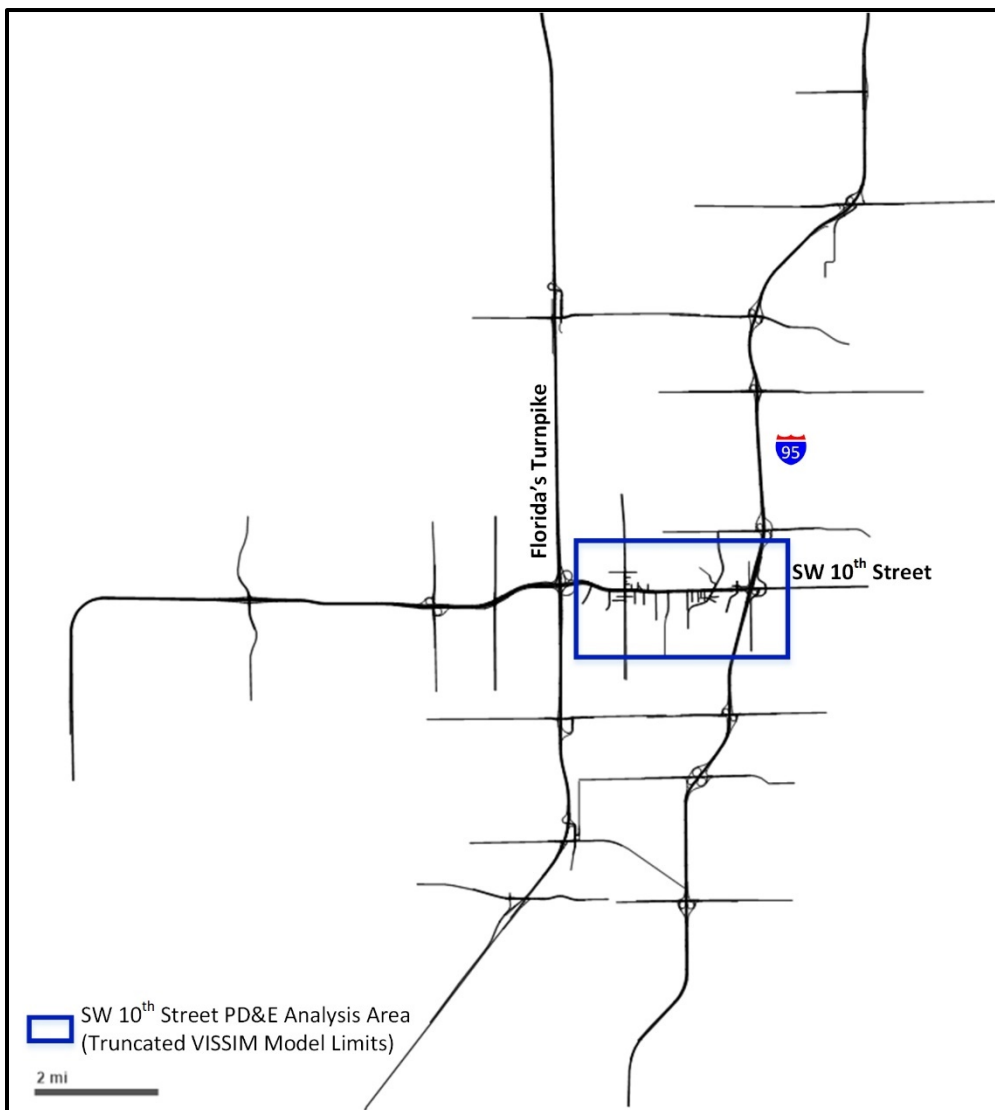 Florida's Turnpike
95
SW 10th Street
SW 10th Street PD&E Analysis Area
(Truncated VISSIM Model Limits)
2 mi